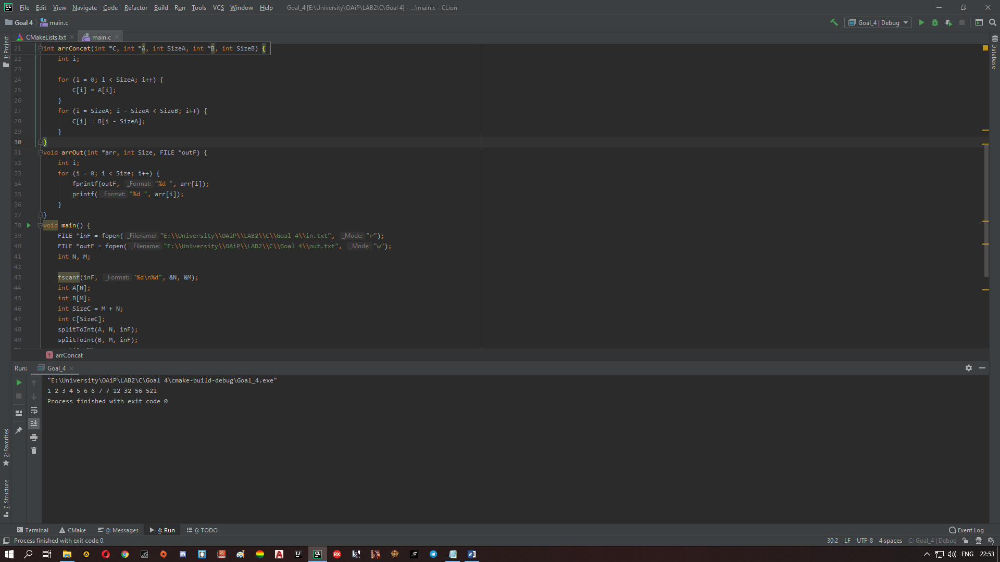 File Edit View Navigate Code Refactor Build Run Tools VCS Window Help Goal_4 [E:\University\OAiP\LAB2\C\Goal 4] - ...\main.c - CLion
Goal 4 main.c Goal_4 | Debug
CMakeLists.txt main.c
1: Project
Database
21 int arrConcat(int *C, int *A, int SizeA, int *B, int SizeB) {
22 int i;
23
24 for (i = 0; i < SizeA; i++) {
25 C[i] = A[i];
26 }
27 for (i = SizeA; i - SizeA < SizeB; i++) {
28 C[i] = B[i - SizeA];
29 }
30 }
31 void arrOut(int *arr, int Size, FILE *outF) {
32 int i;
33 for (i = 0; i < Size; i++) {
34 fprintf(outF, _Format: "%d ", arr[i]);
35 printf( _Format: "%d ", arr[i]);
36 }
37 }
38 void main() {
39 FILE *inF = fopen( _Filename: "E:\\University\\OAiP\\LAB2\\C\\Goal 4\\in.txt", _Mode: "r");
40 FILE *outF = fopen( _Filename: "E:\\University\\OAiP\\LAB2\\C\\Goal 4\\out.txt", _Mode: "w");
41 int N, M;
42
43 fscanf(inF, _Format: "%d\n%d", &N, &M);
44 int A[N];
45 int B[M];
46 int SizeC = M + N;
47 int C[SizeC];
48 splitToInt(A, N, inF);
49 splitToInt(B, M, inF);
f arrConcat
Run: Goal_4
"E:\University\OAiP\LAB2\C\Goal 4\cmake-build-debug\Goal_4.exe"
1 2 3 4 5 6 6 7 7 12 32 56 521
Process finished with exit code 0
2: Favorites
7: Structure
Terminal CMake 0: Messages 4: Run 6: TODO Event Log
Process finished with exit code 0 30:2 LF UTF-8 4 spaces C: Goal_4 | Debug
ENG 22:53